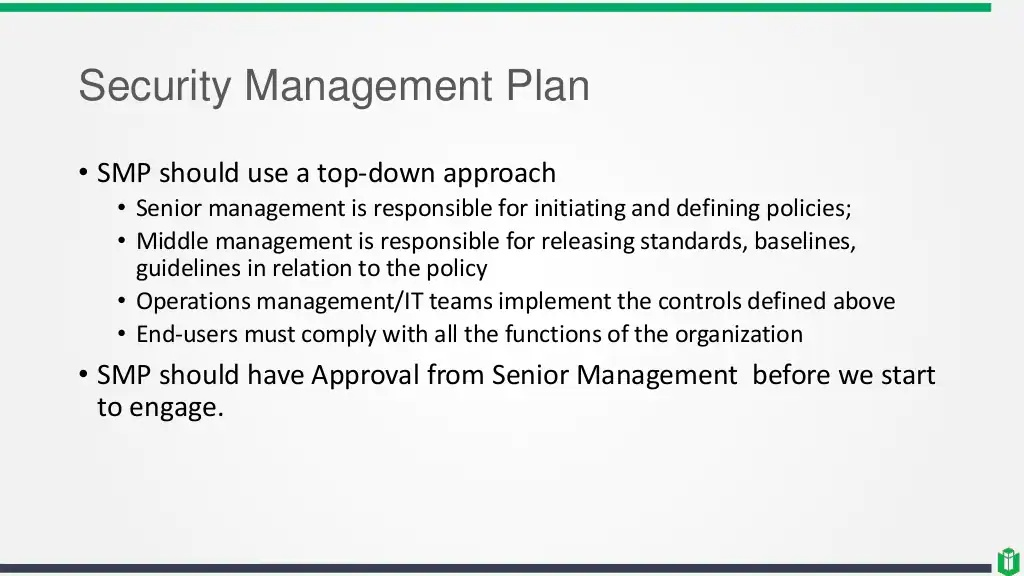 Security Management Plan
• SMP should use a top-down approach
• Senior management is responsible for initiating and defining policies;
• Middle management is responsible for releasing standards, baselines,
guidelines in relation to the policy
• Operations management/IT teams implement the controls defined above
• End-users must comply with all the functions of the organization
• SMP should have Approval from Senior Management  before we start
to engage.